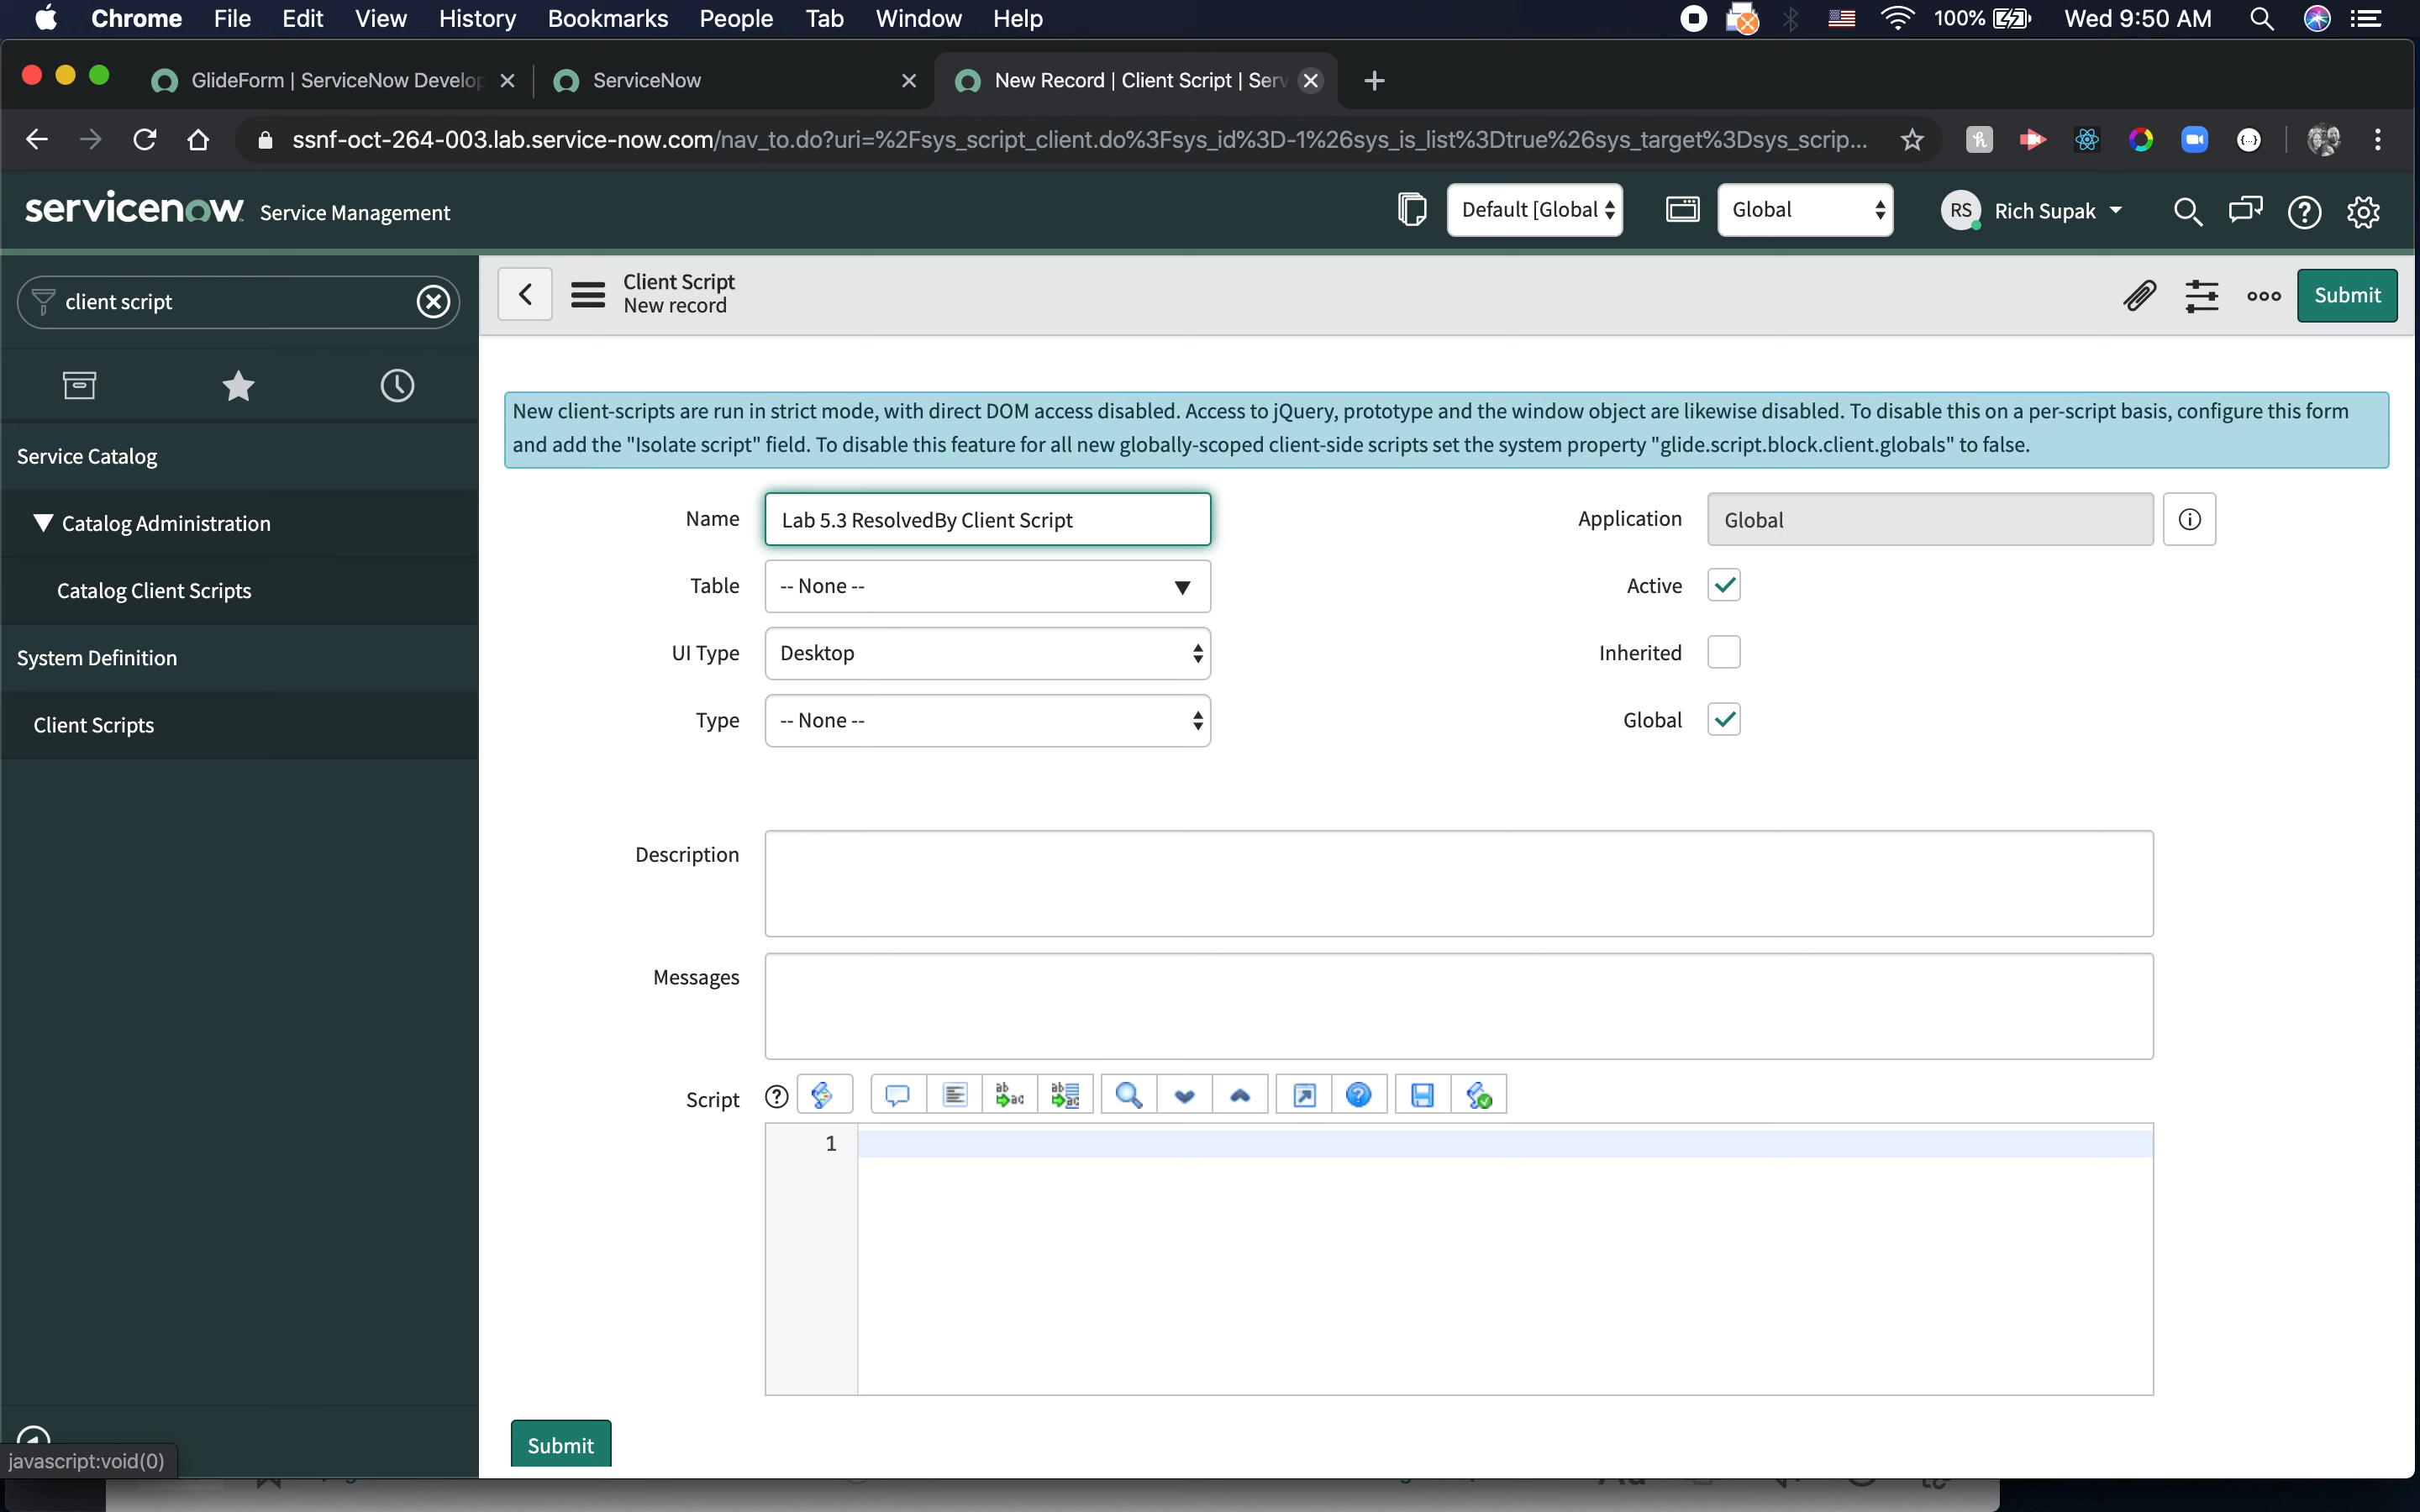 Chrome File Edit View History Bookmarks People Tab Window Help 100% Wed 9:50 AM
GlideForm | ServiceNow Develop ServiceNow New Record | Client Script | Serv
ssnf-oct-264-003.lab.service-now.com/nav_to.do?uri=%2Fsys_script_client.do%3Fsys_id%3D-1%26sys_is_list%3Dtrue%26sys_target%3Dsys_scrip...
servicenow Service Management Default [Global Global RS Rich Supak
client script
Client Script
New record
Submit
Service Catalog
Catalog Administration
Catalog Client Scripts
System Definition
Client Scripts
New client-scripts are run in strict mode, with direct DOM access disabled. Access to jQuery, prototype and the window object are likewise disabled. To disable this on a per-script basis, configure this form
and add the "Isolate script" field. To disable this feature for all new globally-scoped client-side scripts set the system property "glide.script.block.client.globals" to false.
Name Lab 5.3 ResolvedBy Client Script Application Global
Table -- None -- Active
UI Type Desktop Inherited
Type -- None -- Global
Description
Messages
Script
1
Submit
javascript:void(0)